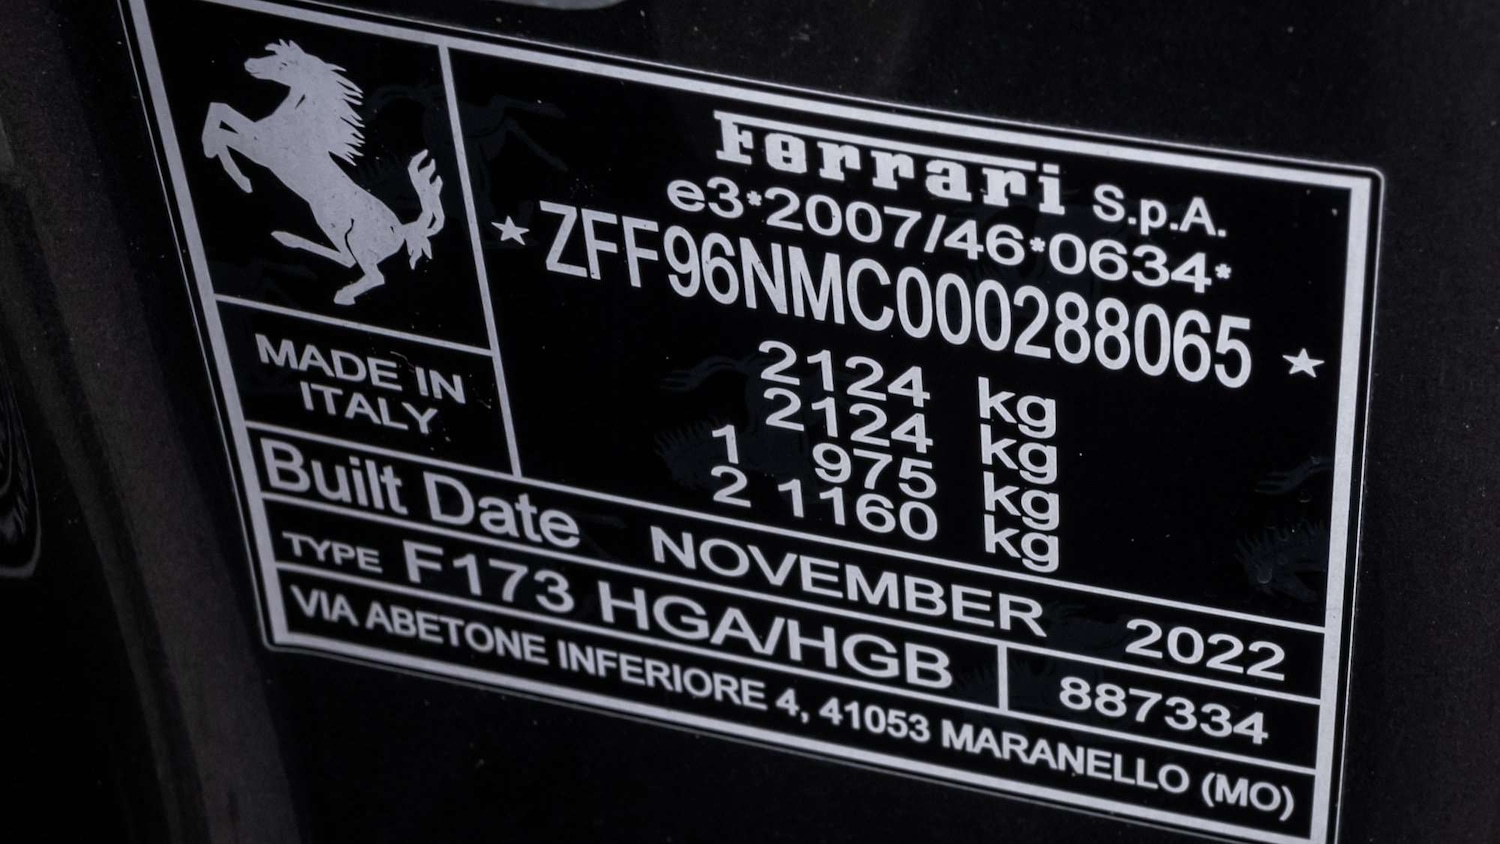 Ferrari S.p.A.
e3*2007/46*0634*
★ZFF96NMC000288065★
2124 kg
2124 kg
1 975 kg
2 1160 kg
MADE IN
ITALY
Built Date NOVEMBER 2022
TYPE F173 HGA/HGB 887334
VIA ABETONE INFERIORE 4, 41053 MARANELLO (MO)